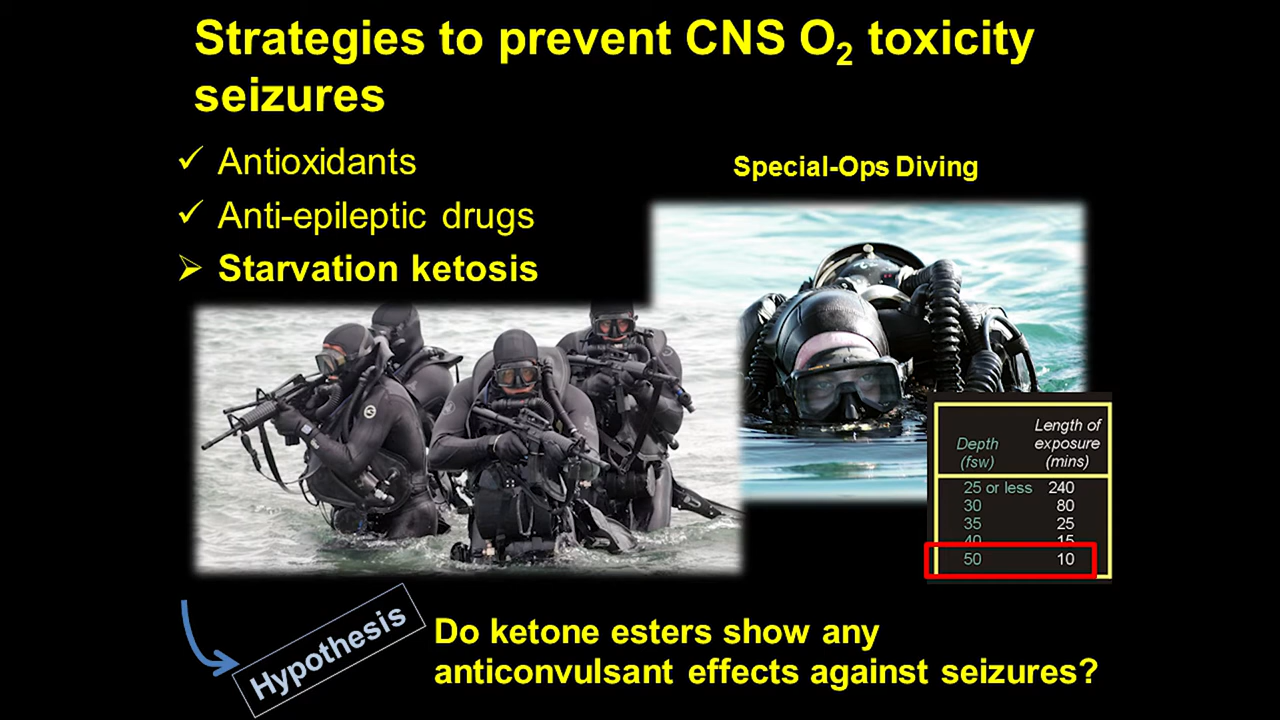 Strategies to prevent CNS O₂ toxicity
seizures
✓ Antioxidants
✓ Anti-epileptic drugs
➢ Starvation ketosis
Special-Ops Diving
Depth (fsw) Length of exposure (mins)
25 or less 240
30 80
35 25
40 15
50 10
Hypothesis
Do ketone esters show any
anticonvulsant effects against seizures?